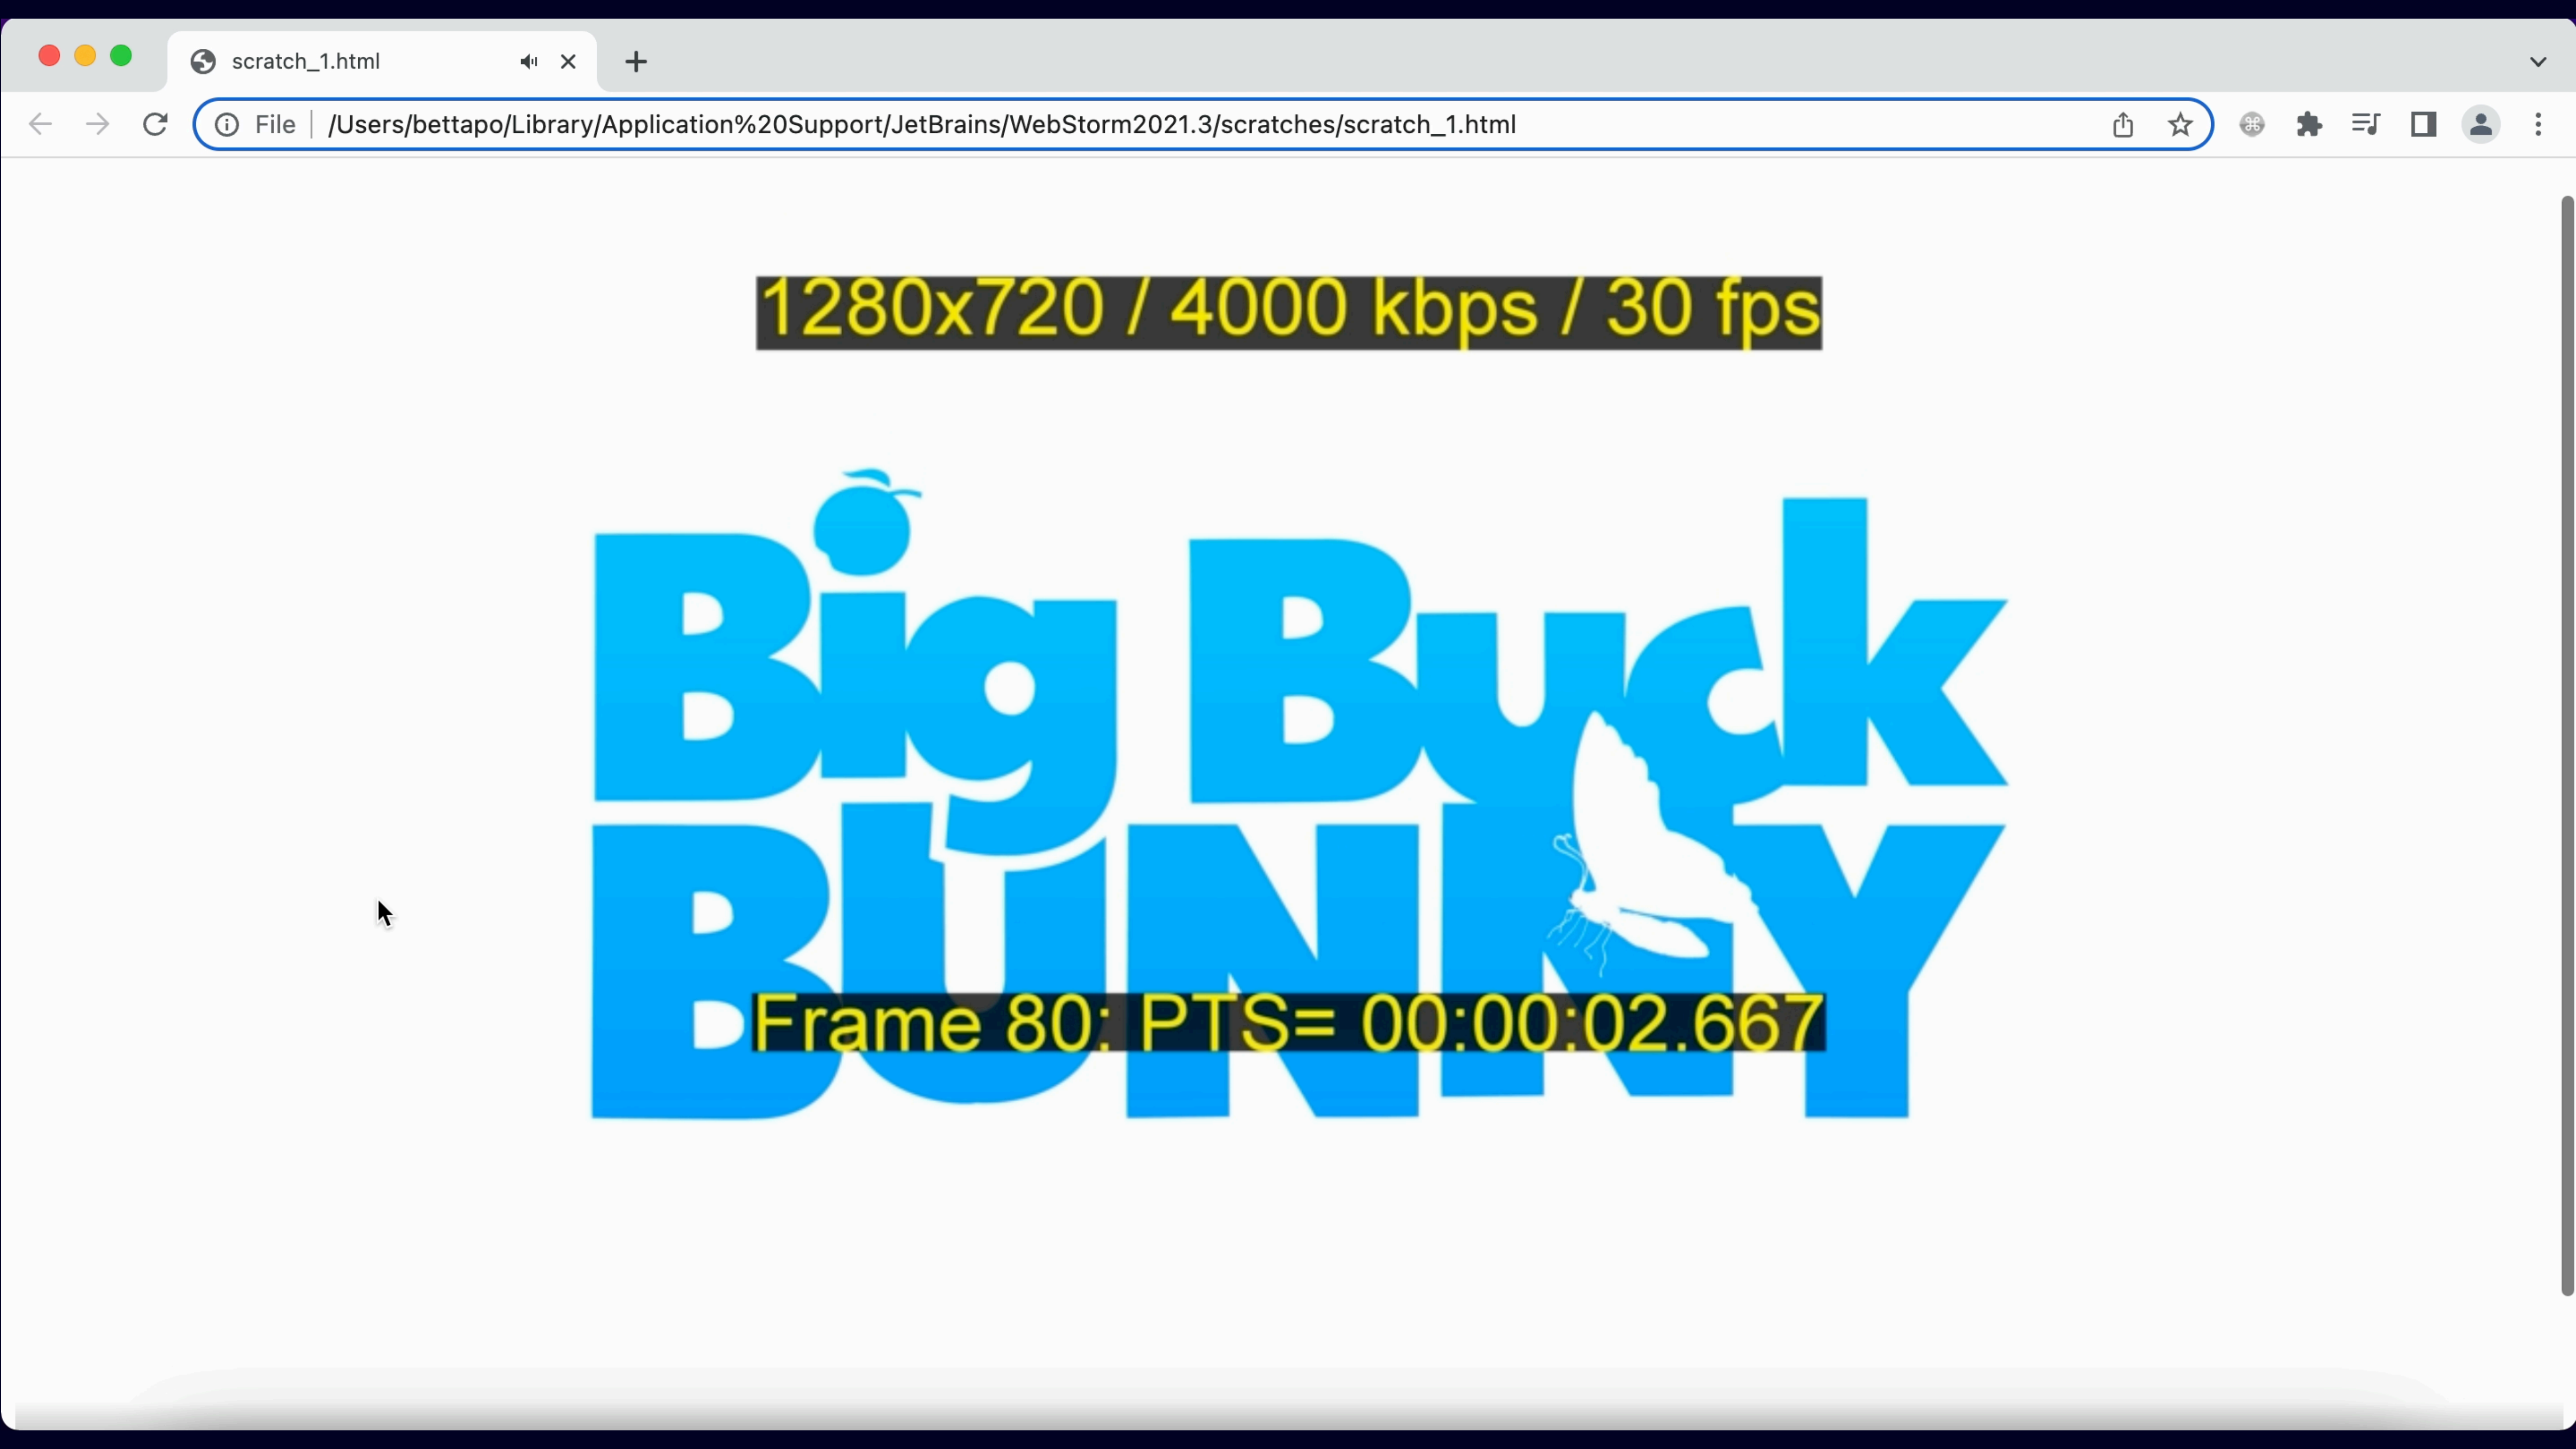 scratch_1.html
File /Users/bettapo/Library/Application%20Support/JetBrains/WebStorm2021.3/scratches/scratch_1.html
1280x720 / 4000 kbps / 30 fps
Big Buck
BUNNY
Frame 80: PTS= 00:00:02.667